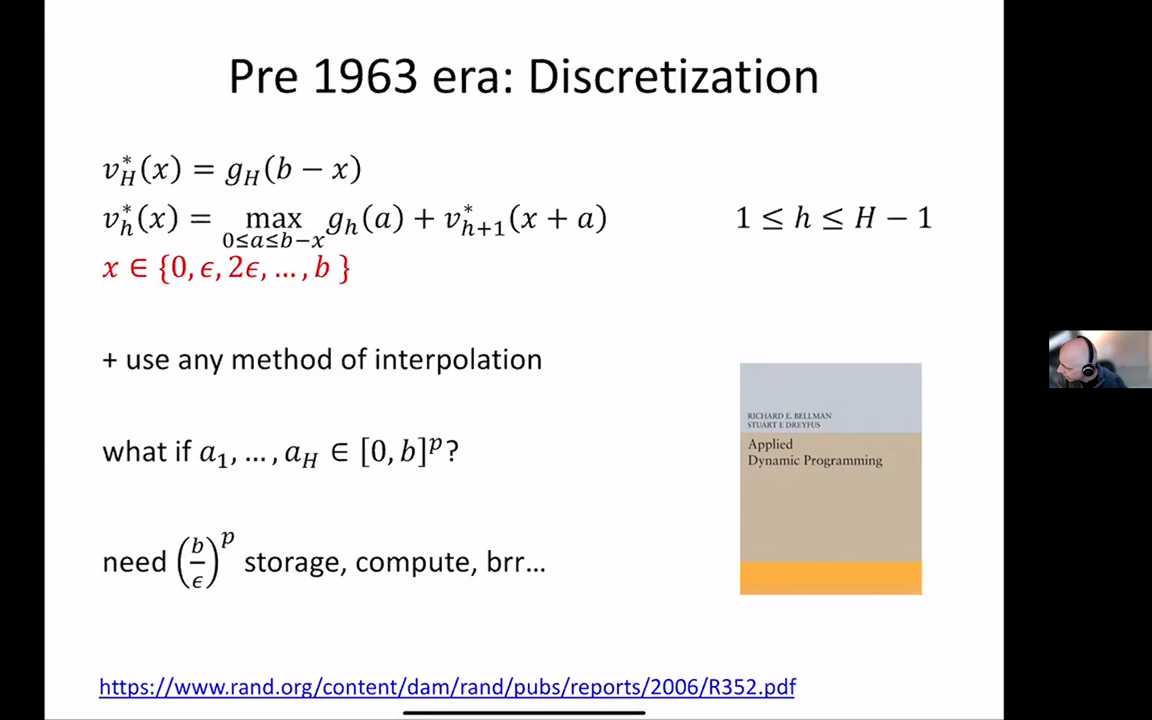 Pre 1963 era: Discretization
v*_H(x) = g_H(b − x)
v*_h(x) = max_{0≤a≤b−x} g_h(a) + v*_{h+1}(x + a)    1 ≤ h ≤ H − 1
x ∈ {0, ϵ, 2ϵ, …, b }
+ use any method of interpolation
what if a_1, …, a_H ∈ [0, b]^p?
need (b/ϵ)^p storage, compute, brr…
RICHARD E. BELLMAN
STUART E DREYFUS
Applied
Dynamic Programming
https://www.rand.org/content/dam/rand/pubs/reports/2006/R352.pdf